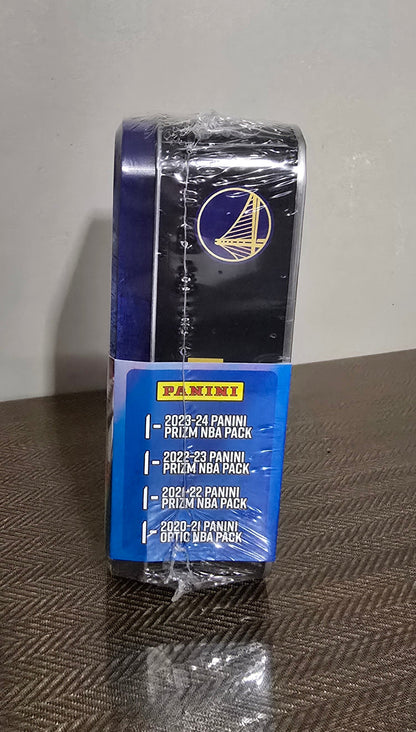 PANINI
1- 2023-24 PANINI
PRIZM NBA PACK
1- 2022-23 PANINI
PRIZM NBA PACK
1- 2021-22 PANINI
PRIZM NBA PACK
1- 2020-21 PANINI
OPTIC NBA PACK